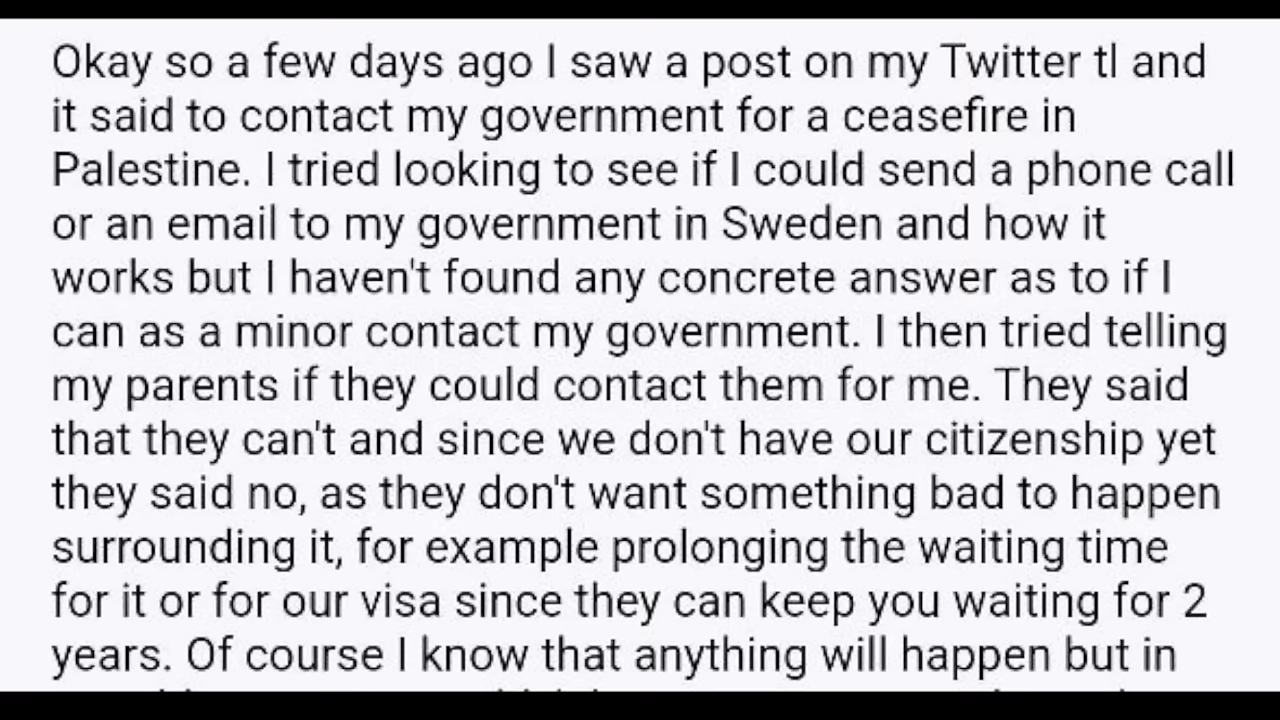 Okay so a few days ago I saw a post on my Twitter tl and
it said to contact my government for a ceasefire in
Palestine. I tried looking to see if I could send a phone call
or an email to my government in Sweden and how it
works but I haven't found any concrete answer as to if I
can as a minor contact my government. I then tried telling
my parents if they could contact them for me. They said
that they can't and since we don't have our citizenship yet
they said no, as they don't want something bad to happen
surrounding it, for example prolonging the waiting time
for it or for our visa since they can keep you waiting for 2
years. Of course I know that anything will happen but in